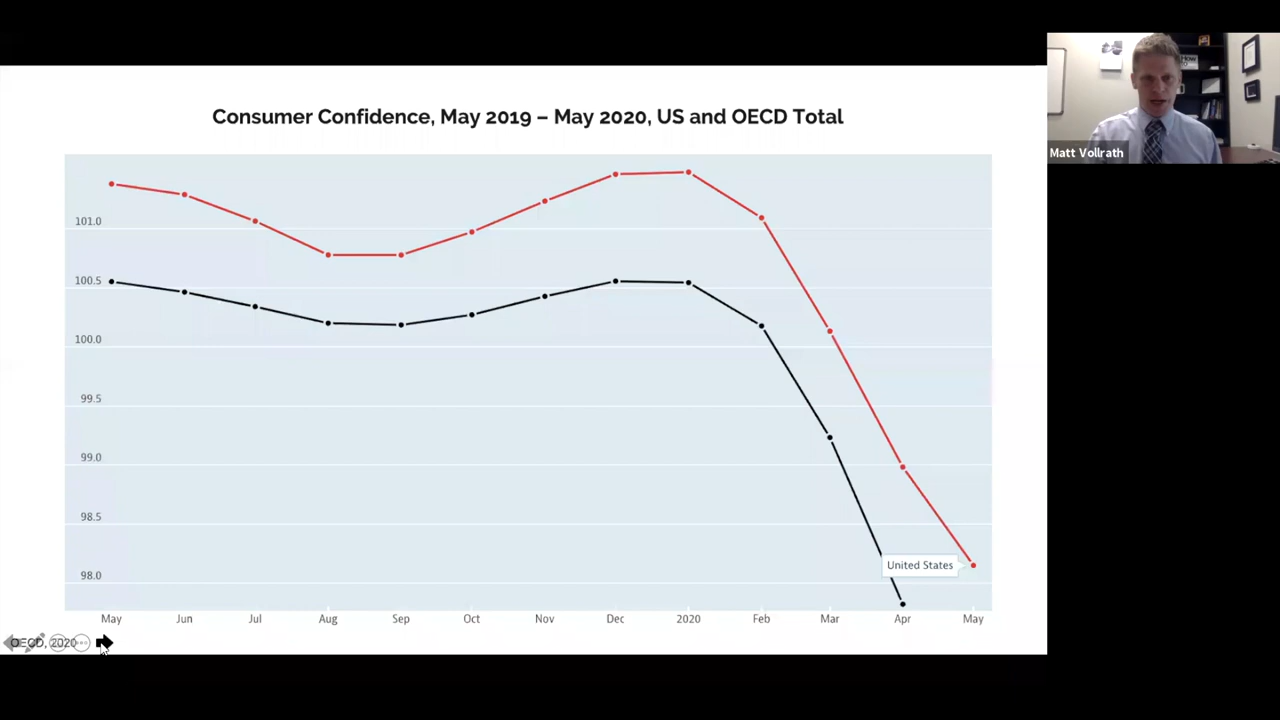 Consumer Confidence, May 2019 – May 2020, US and OECD Total
101.0
100.5
100.0
99.5
99.0
98.5
98.0
United States
May Jun Jul Aug Sep Oct Nov Dec 2020 Feb Mar Apr May
OECD, 2020
Matt Vollrath